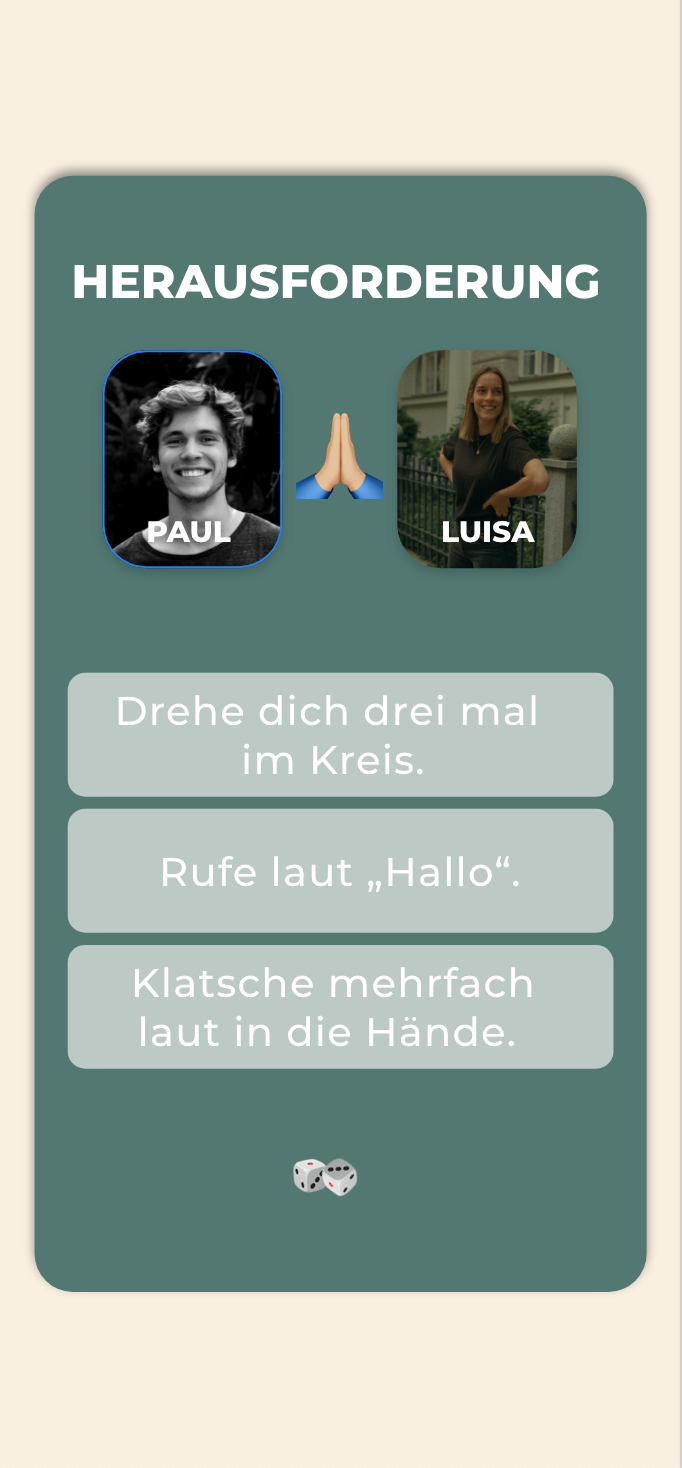 HERAUSFORDERUNG
PAUL
LUISA
Drehe dich drei mal
im Kreis.
Rufe laut „Hallo“.
Klatsche mehrfach
laut in die Hände.